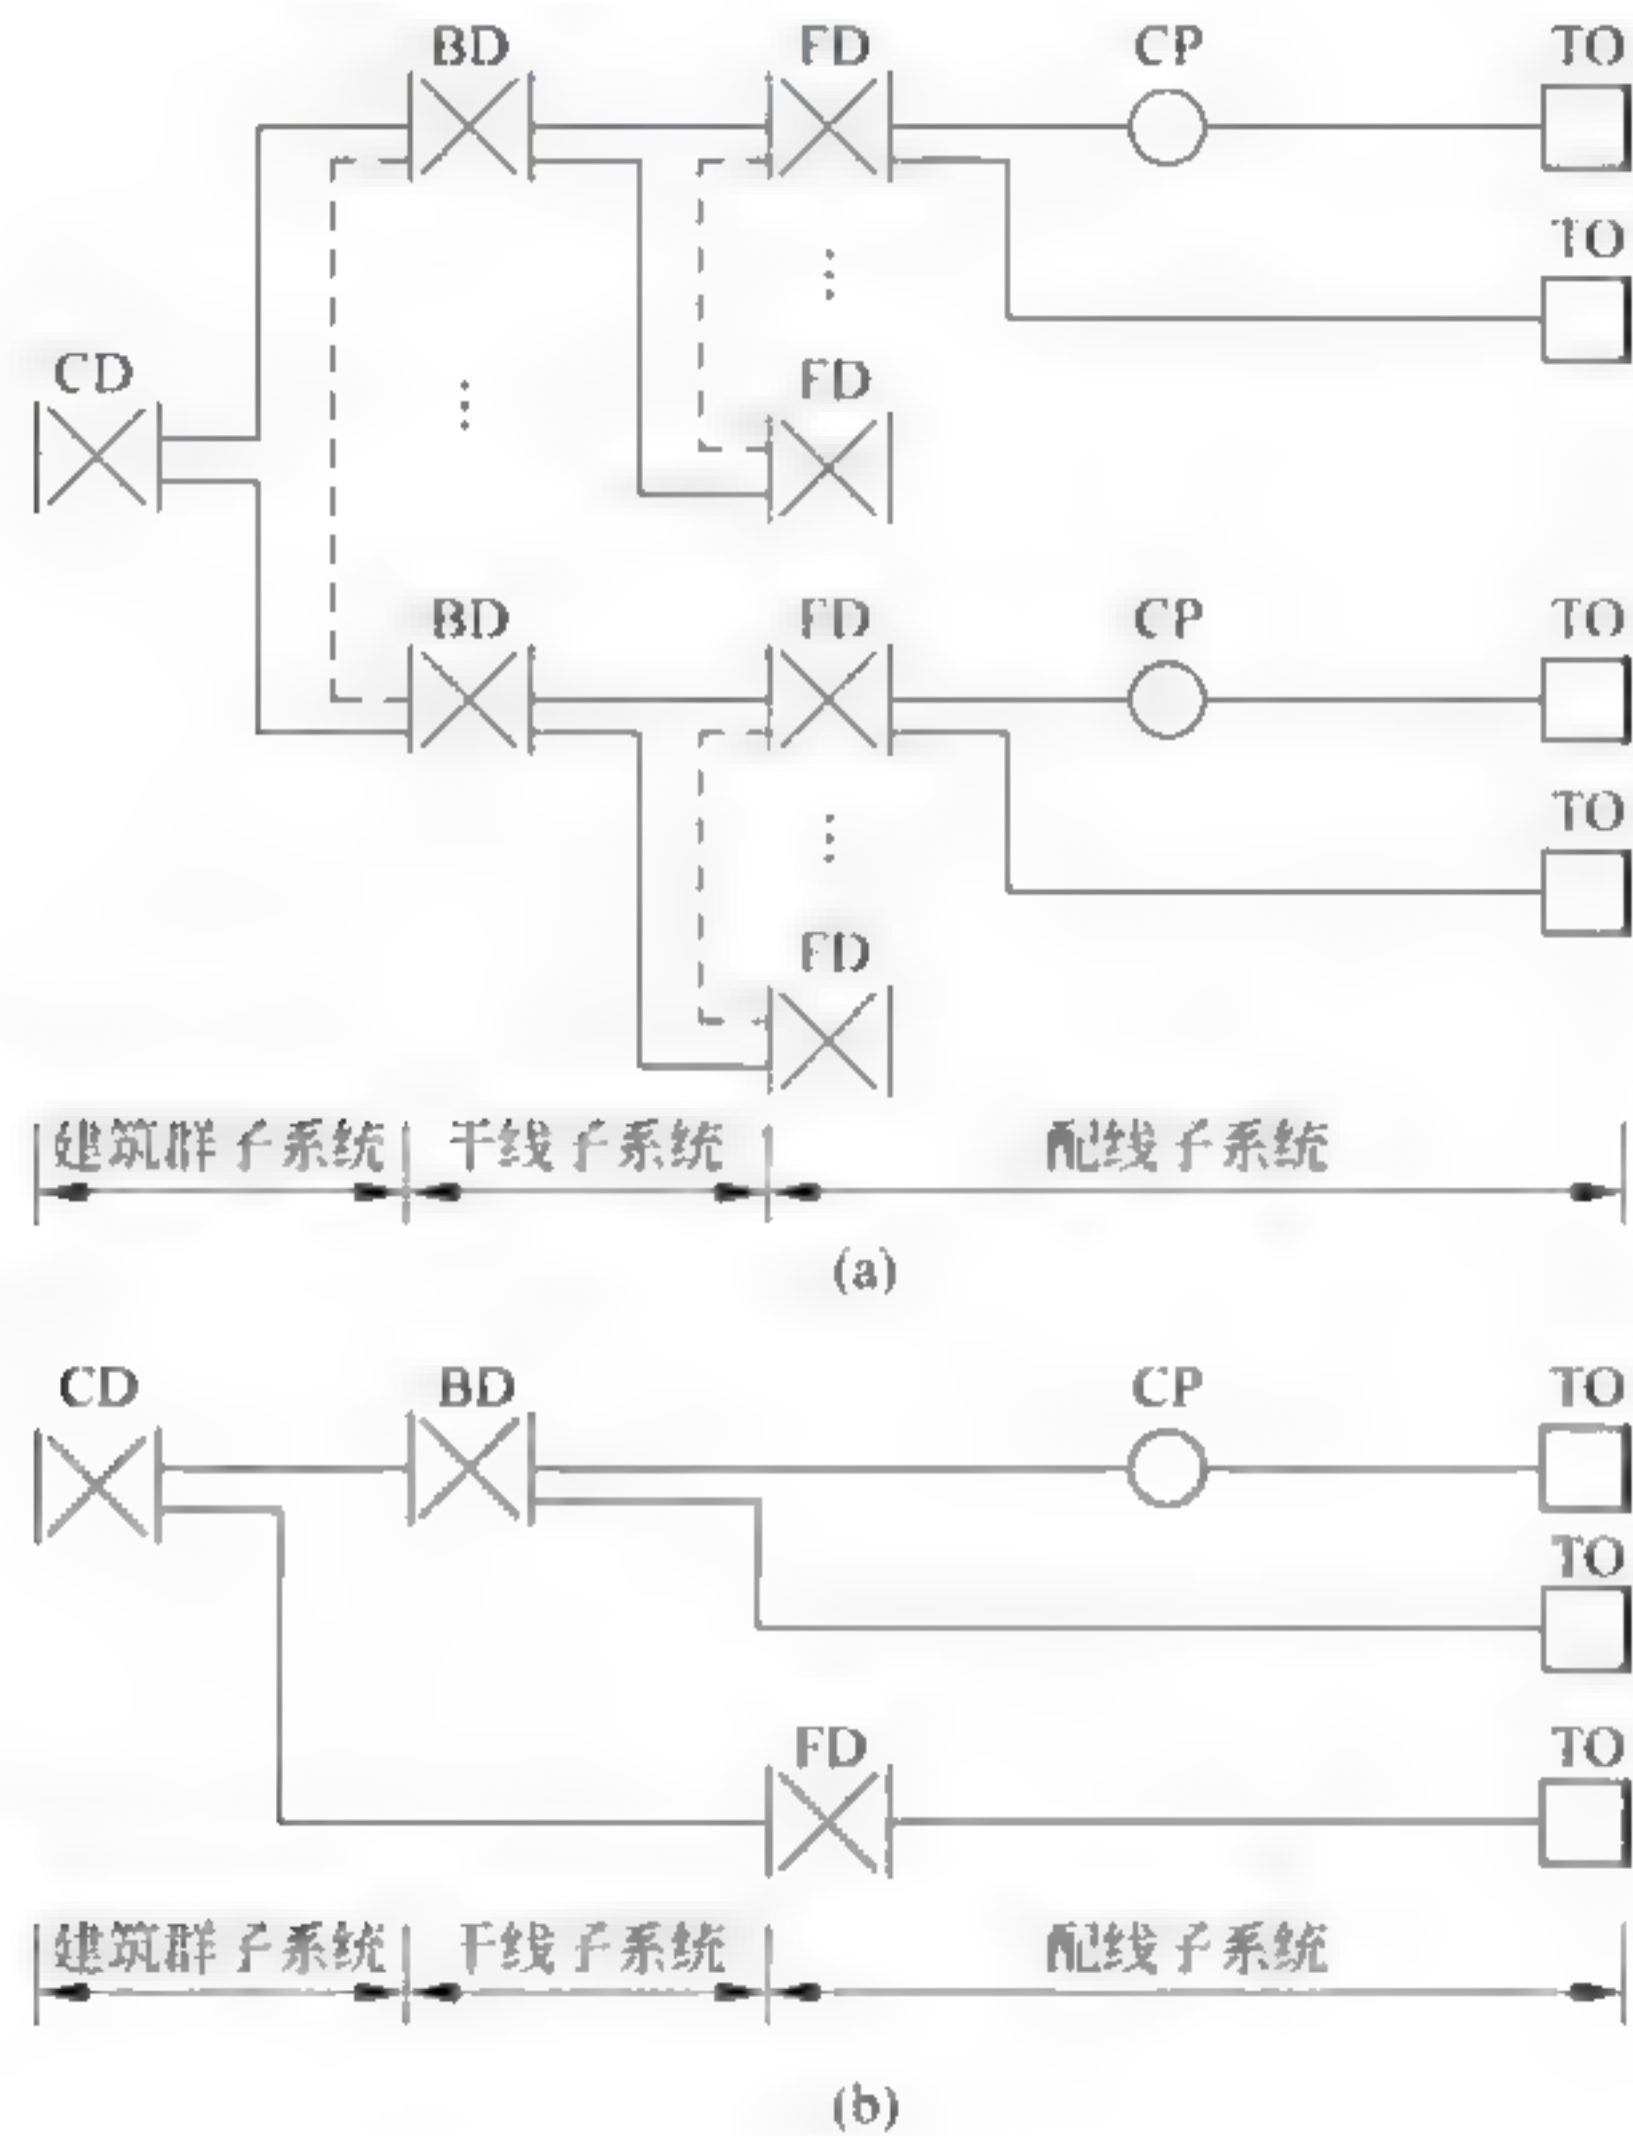 BD FD CP TO
TO
CD FD
BD FD CP TO
TO
FD
建筑群子系统 干线子系统 配线子系统
(a)
CD BD CP TO
TO
FD TO
建筑群子系统 干线子系统 配线子系统
(b)